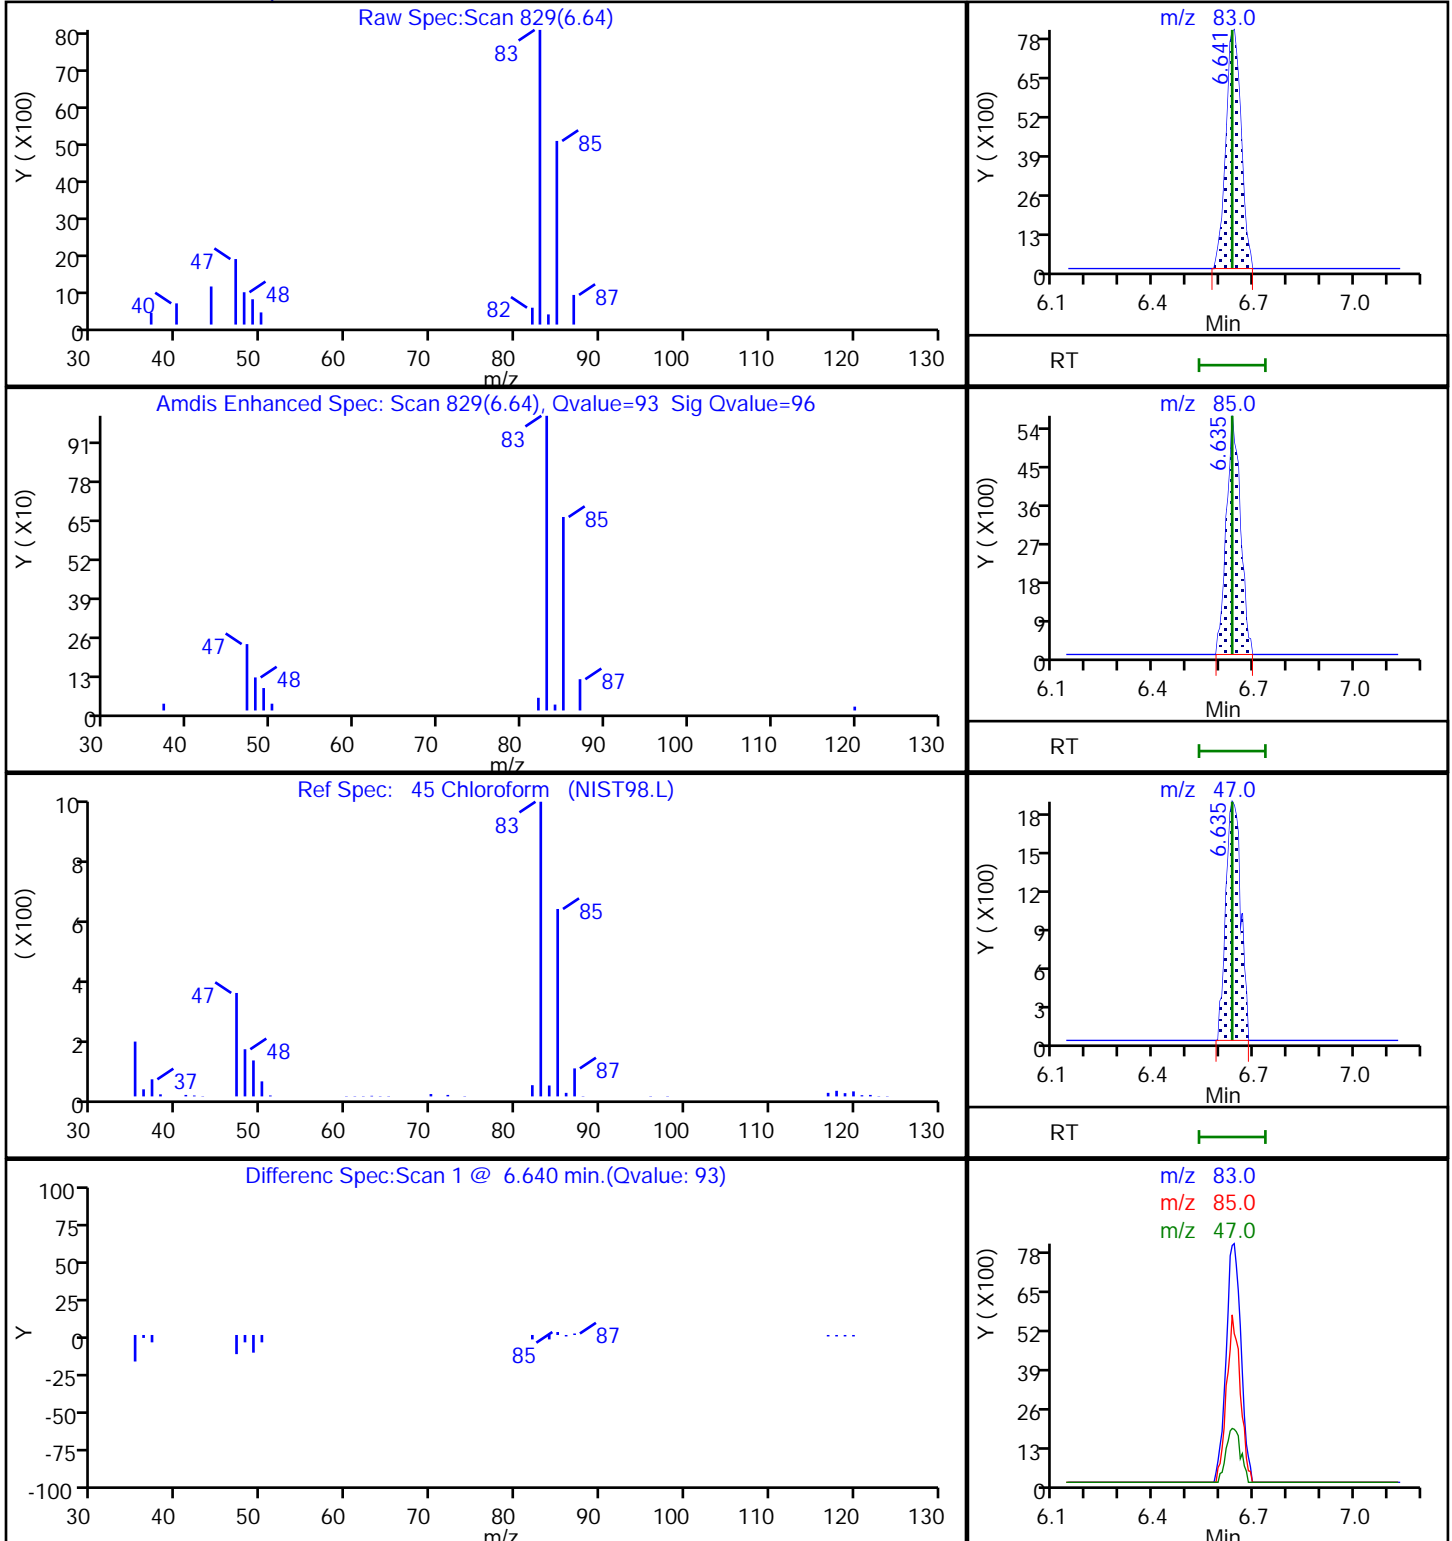 Raw Spec:Scan 829(6.64)
Y ( X100)
80
70
60
50
40
30
20
10
0
83
85
47
48
40
82
87
30 40 50 60 70 80 90 100 110 120 130
m/z
m/z 83.0
Y ( X100)
78
65
52
39
26
13
0
6.641
6.1 6.4 6.7 7.0
Min
RT
Amdis Enhanced Spec: Scan 829(6.64), Qvalue=93 Sig Qvalue=96
Y ( X10)
91
78
65
52
39
26
13
0
83
85
47
48
87
30 40 50 60 70 80 90 100 110 120 130
m/z
m/z 85.0
Y ( X100)
54
45
36
27
18
9
0
6.635
6.1 6.4 6.7 7.0
Min
RT
Ref Spec: 45 Chloroform (NIST98.L)
( X100)
10
8
6
4
2
0
83
85
47
48
37
87
30 40 50 60 70 80 90 100 110 120 130
m/z 47.0
Y ( X100)
18
15
12
9
6
3
0
6.635
6.1 6.4 6.7 7.0
Min
RT
Differenc Spec:Scan 1 @ 6.640 min.(Qvalue: 93)
Y
100
75
50
25
0
-25
-50
-75
-100
85
87
30 40 50 60 70 80 90 100 110 120 130
m/z
m/z 83.0
m/z 85.0
m/z 47.0
Y ( X100)
78
65
52
39
26
13
0
6.1 6.4 6.7 7.0
Min